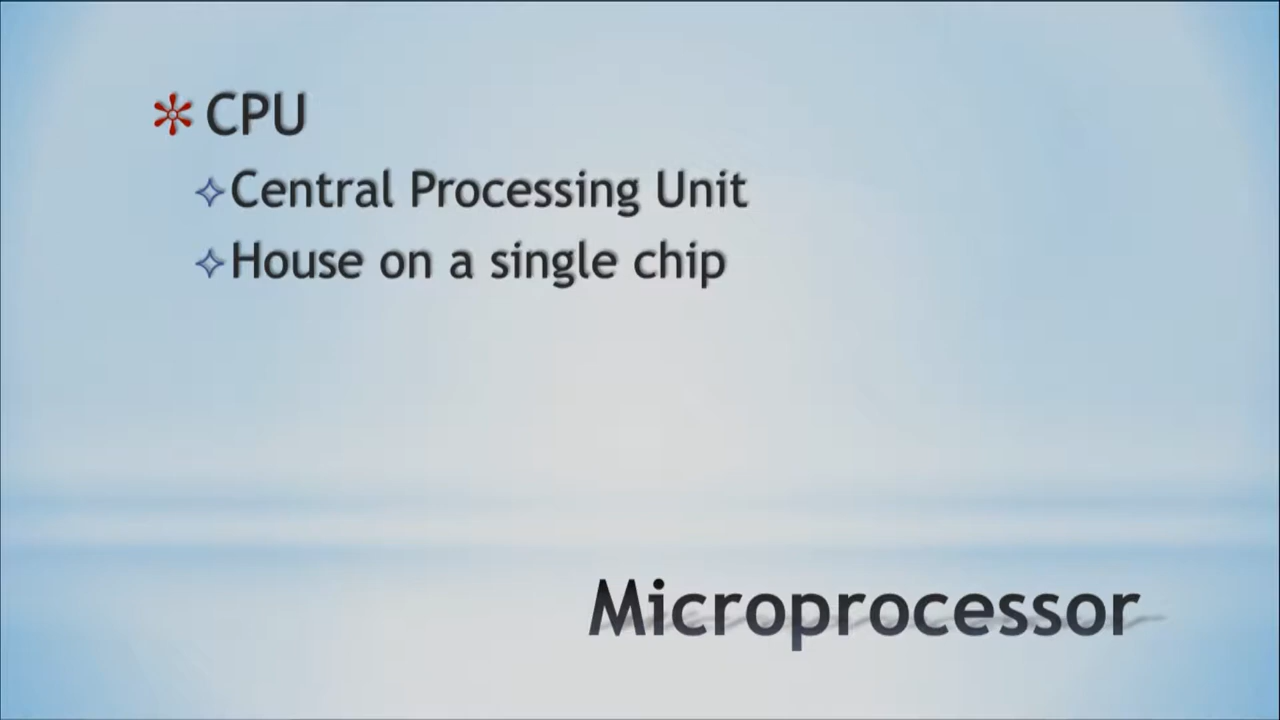 CPU
Central Processing Unit
House on a single chip
Microprocessor